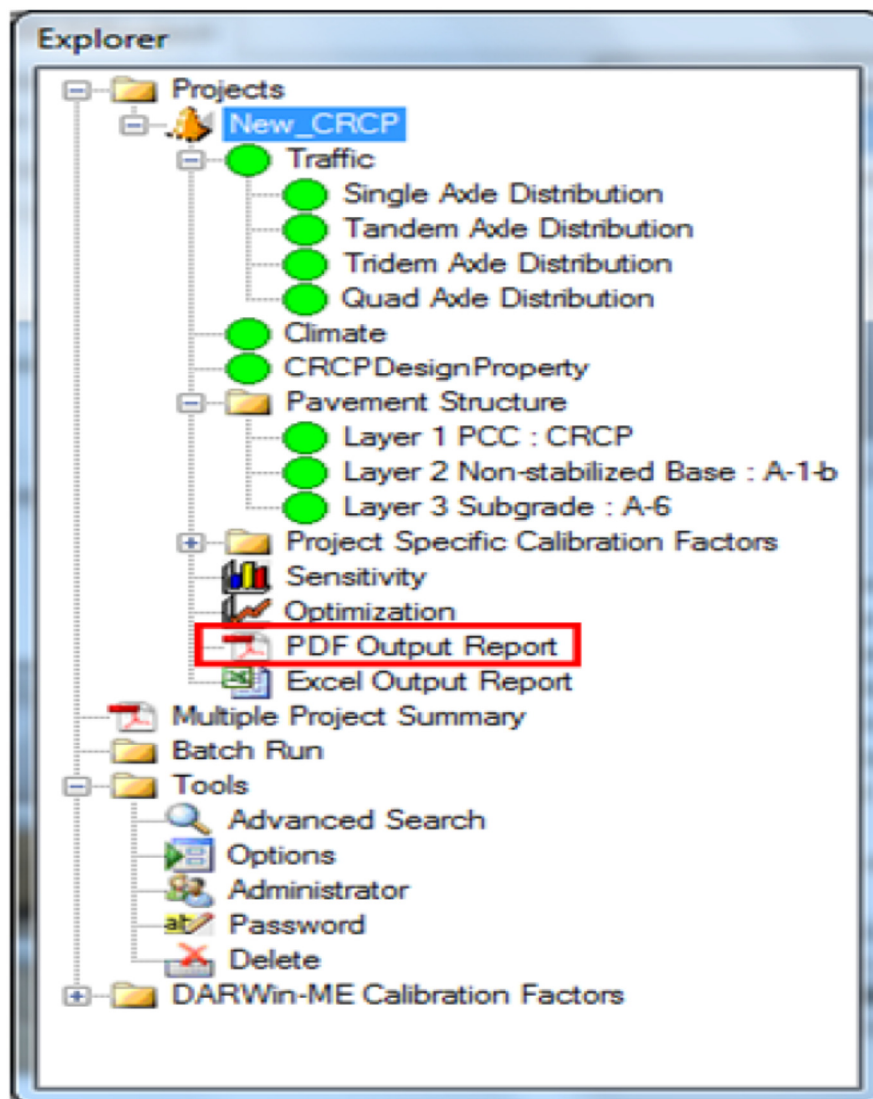 Explorer
Projects
New_CRCP
Traffic
Single Axle Distribution
Tandem Axle Distribution
Tridem Axle Distribution
Quad Axle Distribution
Climate
CRCPDesignProperty
Pavement Structure
Layer 1 PCC : CRCP
Layer 2 Non-stabilized Base : A-1-b
Layer 3 Subgrade : A-6
Project Specific Calibration Factors
Sensitivity
Optimization
PDF Output Report
Excel Output Report
Multiple Project Summary
Batch Run
Tools
Advanced Search
Options
Administrator
Password
Delete
DARWin-ME Calibration Factors